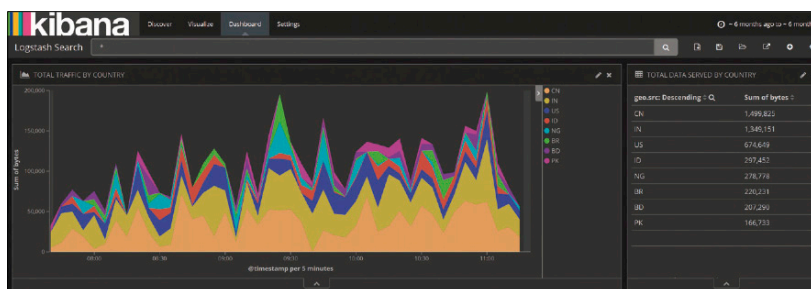 kibana
Discover Visualize Dashboard Settings
~ 6 months ago to ~ 6 month
Logstash Search *
TOTAL TRAFFIC BY COUNTRY
200,000
150,000
100,000
50,000
0
Sum of bytes
08:00 08:30 09:00 09:30 10:00 10:30 11:00
@timestamp per 5 minutes
CN
IN
US
ID
NG
BR
BD
PK
TOTAL DATA SERVED BY COUNTRY
geo.src: Descending Sum of bytes
CN 1,499,825
IN 1,349,151
US 674,649
ID 297,452
NG 278,778
BR 220,231
BD 207,290
PK 166,733